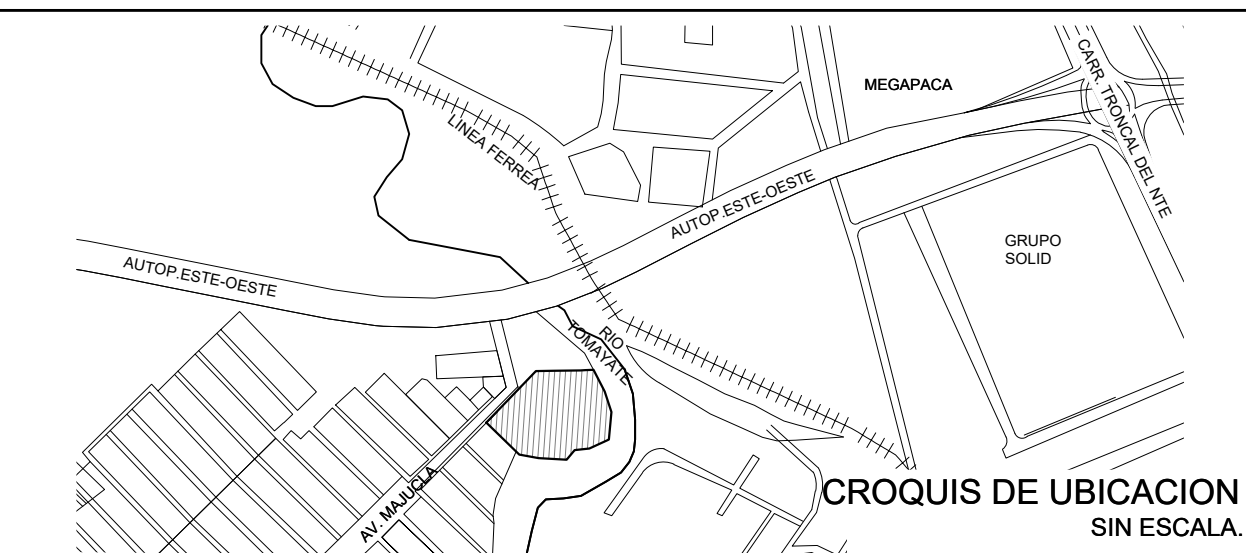 MEGAPACA
CARR. TRONCAL DEL NTE
LINEA FERREA
AUTOP.ESTE-OESTE
GRUPO
SOLID
AUTOP.ESTE-OESTE
RIO
TOMAYATE
AV. MAJUCLA
CROQUIS DE UBICACION
SIN ESCALA.